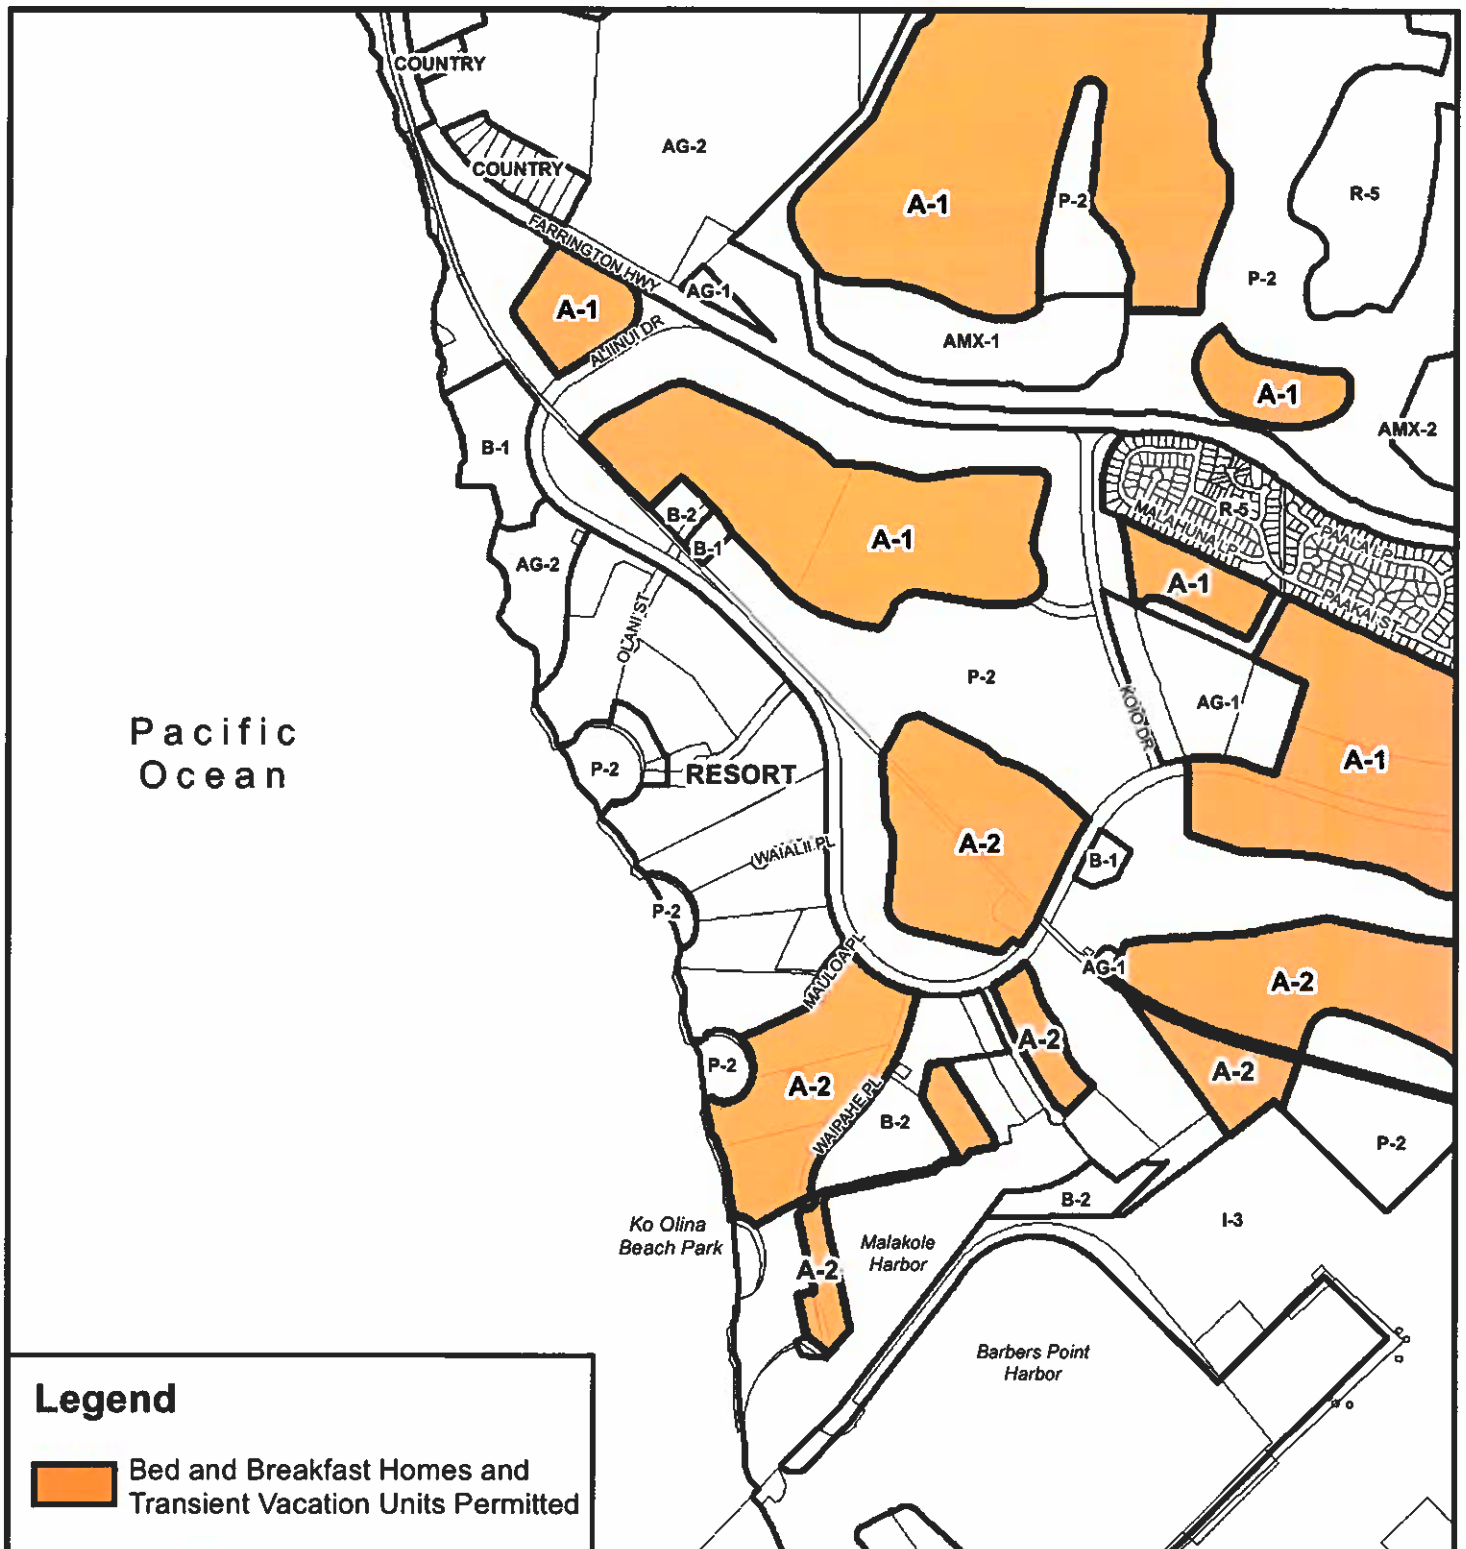 COUNTRY
COUNTRY
AG-2
A-1
P-2
R-5
FARRINGTON HWY
P-2
AG-1
A-1
ALIINUI DR
AMX-1
A-1
AMX-2
B-1
R-5
MALAHUNA LP
PAALA LP
B-2
A-1
B-1
AG-2
A-1
PAAKAI ST
OLANI ST
P-2
KOIO DR
AG-1
Pacific
Ocean
A-1
P-2
RESORT
A-2
WAIALII PL
B-1
P-2
MAULOA PL
AG-1
A-2
A-2
P-2
A-2
A-2
WAIPAHE PL
B-2
P-2
B-2
I-3
Ko Olina
Beach Park
Malakole
Harbor
A-2
Barbers Point
Harbor
Legend
Bed and Breakfast Homes and
Transient Vacation Units Permitted